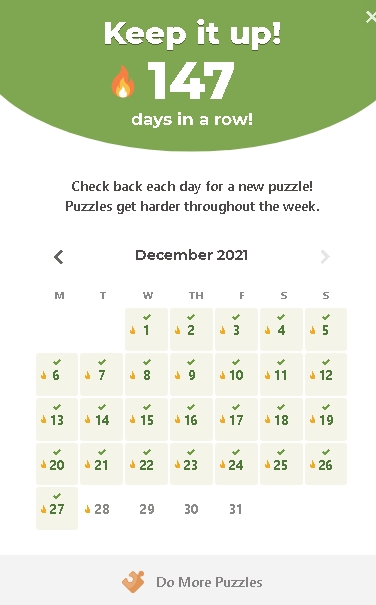 Keep it up!
147
days in a row!
Check back each day for a new puzzle!
Puzzles get harder throughout the week.
December 2021
M T W TH F S S
1 2 3 4 5
6 7 8 9 10 11 12
13 14 15 16 17 18 19
20 21 22 23 24 25 26
27 28 29 30 31
Do More Puzzles